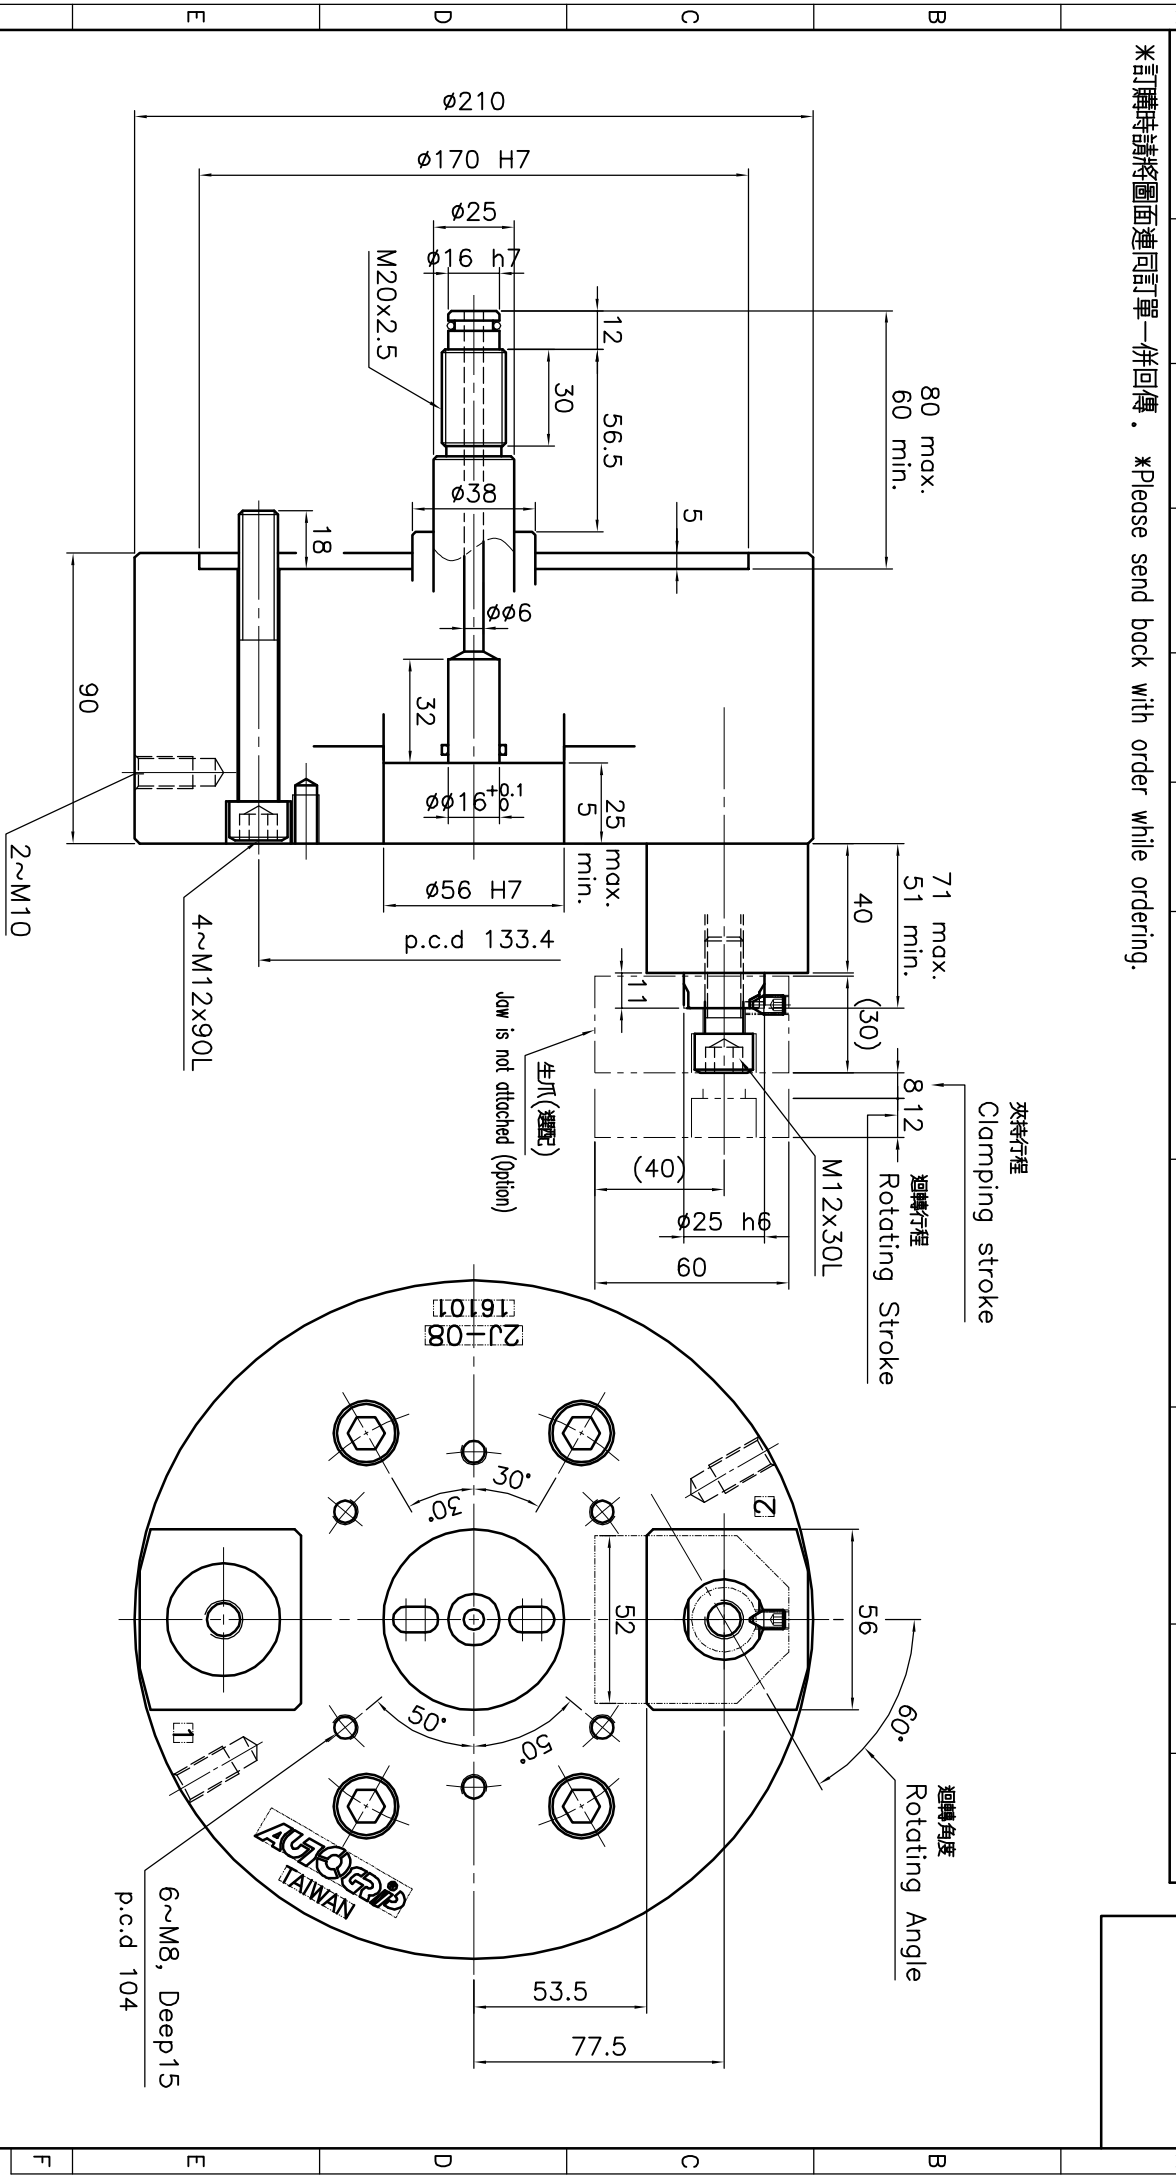 E
D
C
B
*訂購時請將圖面連同訂單一併回傳. *Please send back with order while ordering.
ø210
ø170 H7
ø25
ø16 h7
M20x2.5
12
30
56.5
80 max.
60 min.
ø38
5
18
øø6
32
90
øø16 +0.1 0
25 max.
5 min.
ø56 H7
p.c.d 133.4
4~M12x90L
2~M10
71 max.
51 min.
40
11
(30)
8
12
夾持行程
Clamping stroke
迴轉行程
Rotating Stroke
M12x30L
生爪(選配)
Jaw is not attached (Option)
(40)
ø25 h6
60
16101
2J-08
30°
30°
2
52
56
60°
迴轉角度
Rotating Angle
50°
50°
1
AUTOGRIP®
TAIWAN
6~M8, Deep15
p.c.d 104
53.5
77.5
F
E
D
C
B